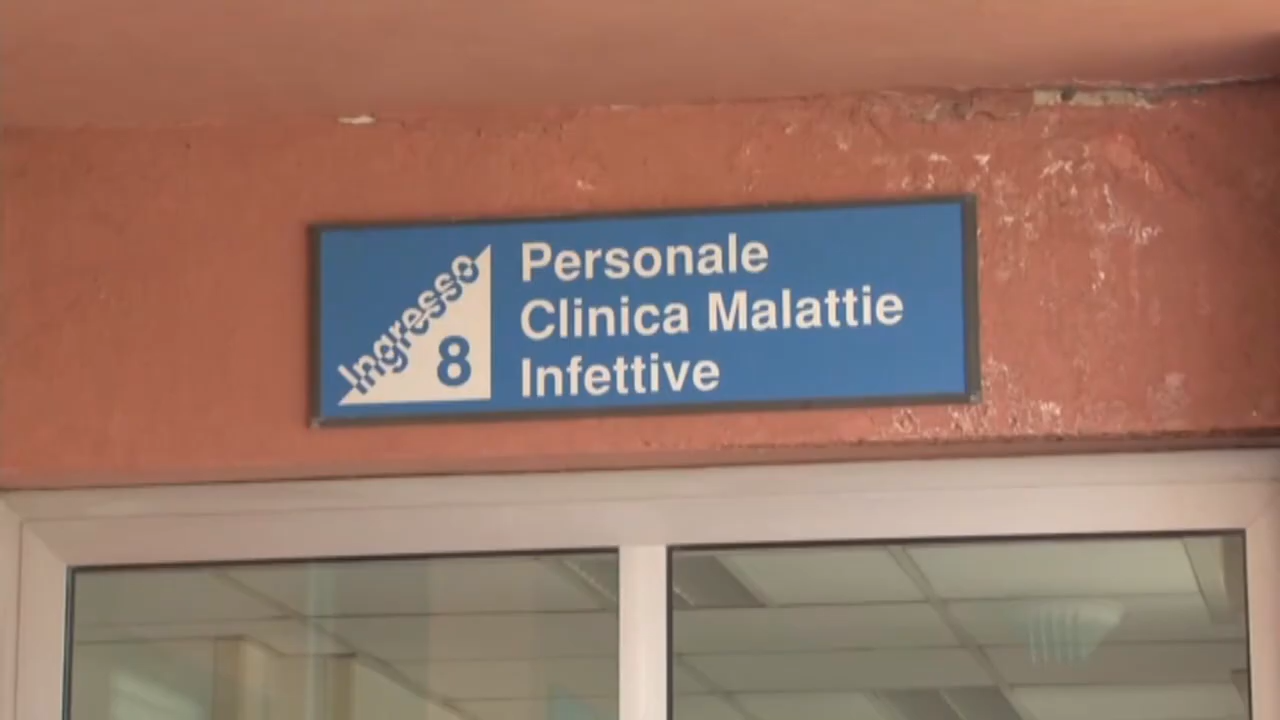 Ingresso
8
Personale
Clinica Malattie
Infettive